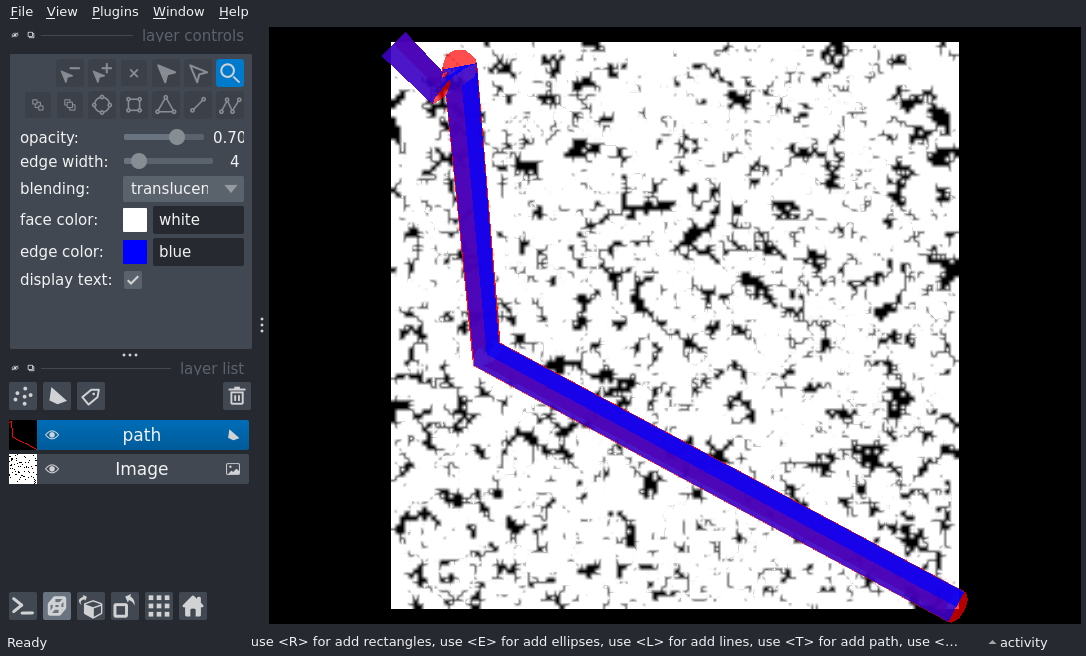 File View Plugins Window Help
layer controls
opacity: 0.70
edge width: 4
blending: translucen
face color: white
edge color: blue
display text:
layer list
path
Image
Ready use <R> for add rectangles, use <E> for add ellipses, use <L> for add lines, use <T> for add path, use <... activity